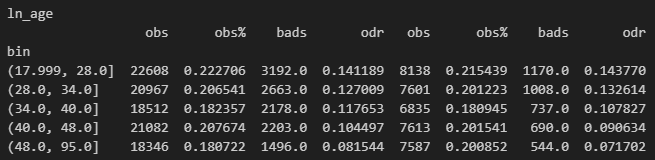 ln_age
obs obs% bads odr obs obs% bads odr
bin
(17.999, 28.0] 22608 0.222706 3192.0 0.141189 8138 0.215439 1170.0 0.143770
(28.0, 34.0] 20967 0.206541 2663.0 0.127009 7601 0.201223 1008.0 0.132614
(34.0, 40.0] 18512 0.182357 2178.0 0.117653 6835 0.180945 737.0 0.107827
(40.0, 48.0] 21082 0.207674 2203.0 0.104497 7613 0.201541 690.0 0.090634
(48.0, 95.0] 18346 0.180722 1496.0 0.081544 7587 0.200852 544.0 0.071702